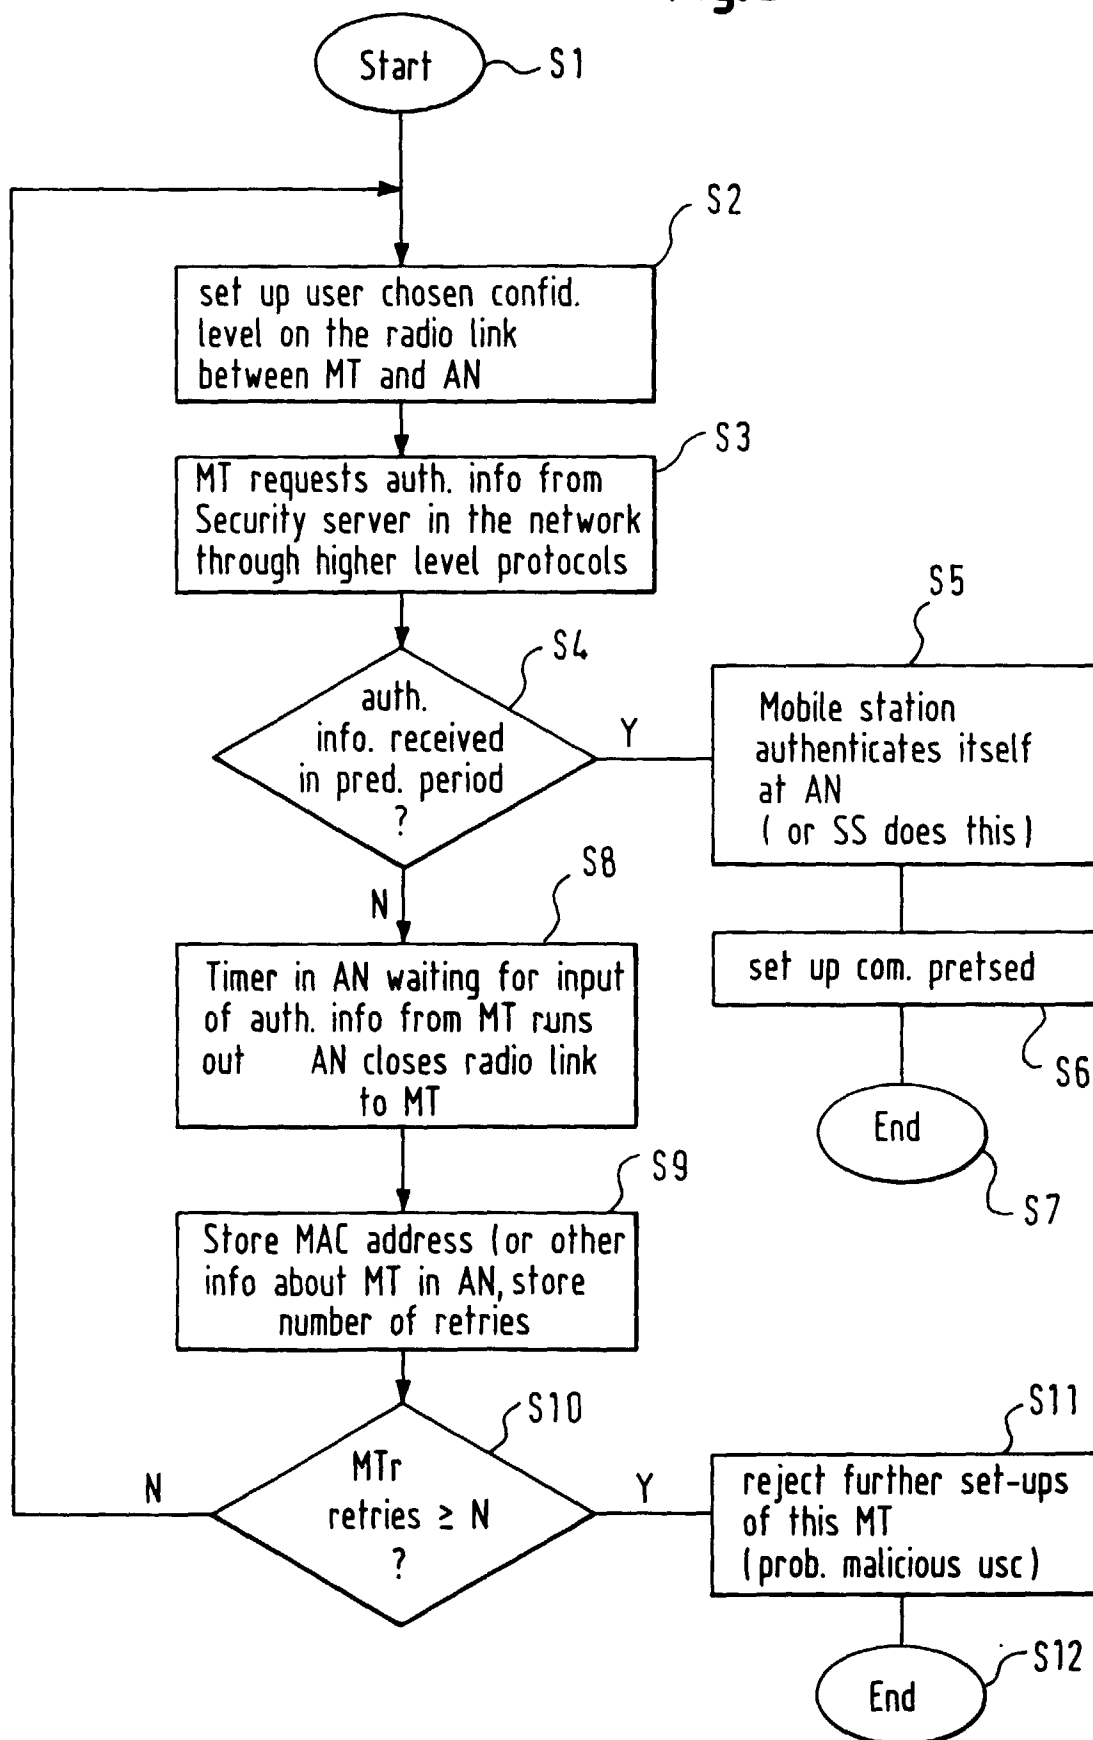 Start
S1
S2
set up user chosen confid.
level on the radio link
between MT and AN
S3
MT requests auth. info from
Security server in the network
through higher level protocols
S4
auth.
info. received
in pred. period
?
Y
N
S5
Mobile station
authenticates itself
at AN
( or SS does this )
set up com. pretsed
S6
End
S7
S8
Timer in AN waiting for input
of auth. info from MT runs
out AN closes radio link
to MT
S9
Store MAC address (or other
info about MT in AN, store
number of retries
S10
MTr
retries ≥ N
?
N
Y
S11
reject further set-ups
of this MT
(prob. malicious usc)
End
S12